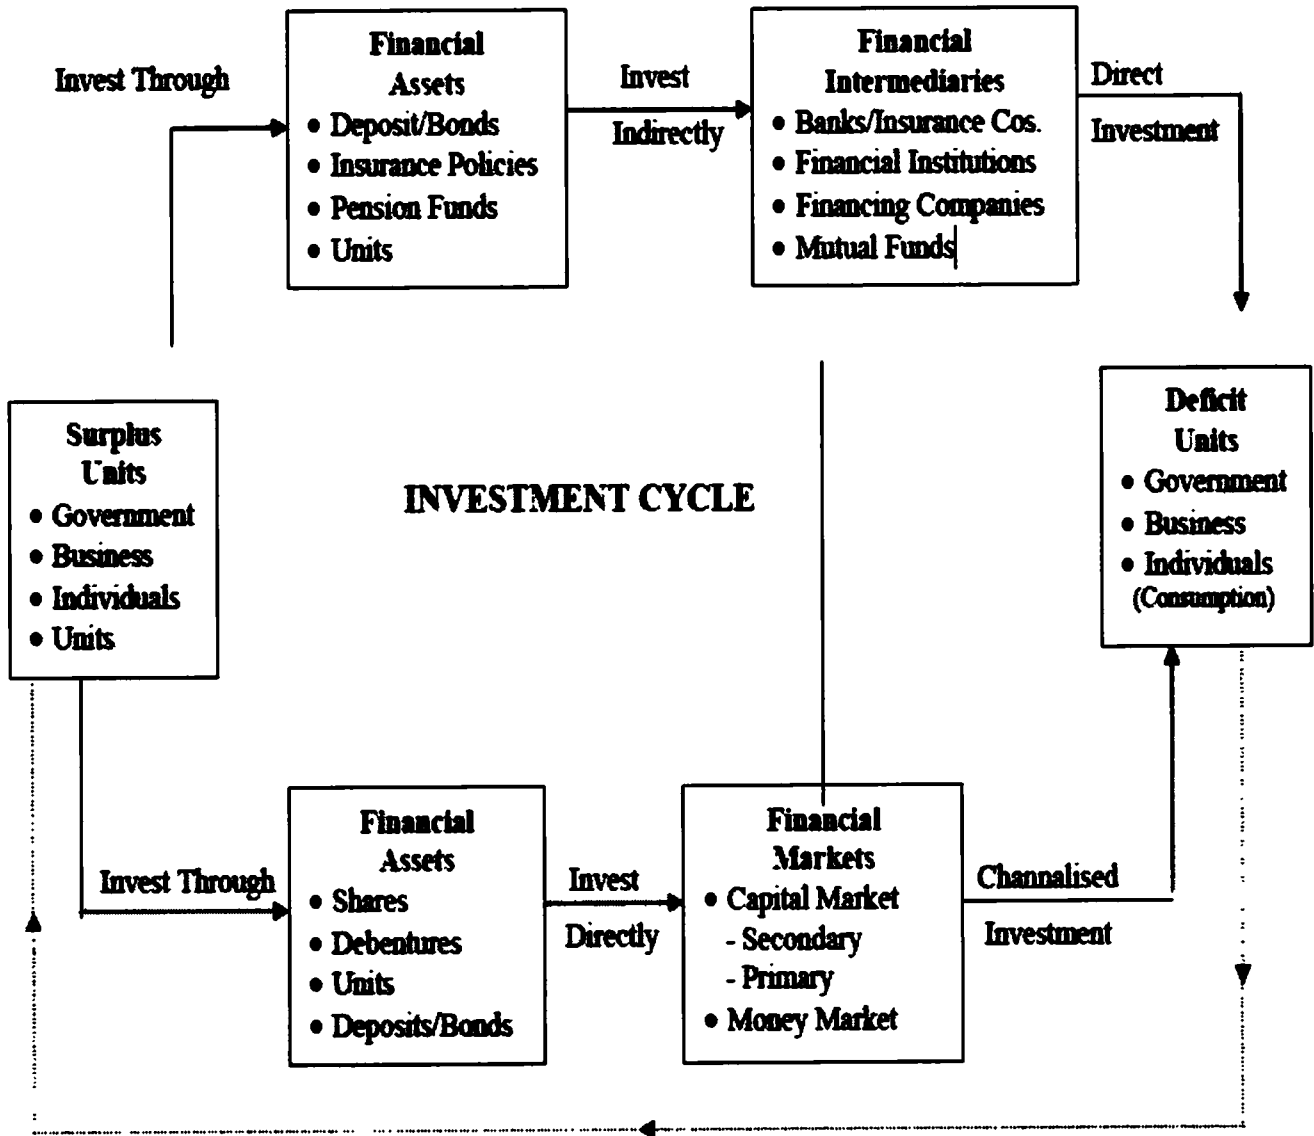 Financial
Assets
• Deposit/Bonds
• Insurance Policies
• Pension Funds
• Units
Financial
Intermediaries
• Banks/Insurance Cos.
• Financial Institutions
• Financing Companies
• Mutual Funds
Invest Through
Invest
Indirectly
Direct
Investment
Surplus
Units
• Government
• Business
• Individuals
• Units
INVESTMENT CYCLE
Deficit
Units
• Government
• Business
• Individuals
(Consumption)
Invest Through
Financial
Assets
• Shares
• Debentures
• Units
• Deposits/Bonds
Invest
Directly
Financial
Markets
• Capital Market
- Secondary
- Primary
• Money Market
Channalised
Investment